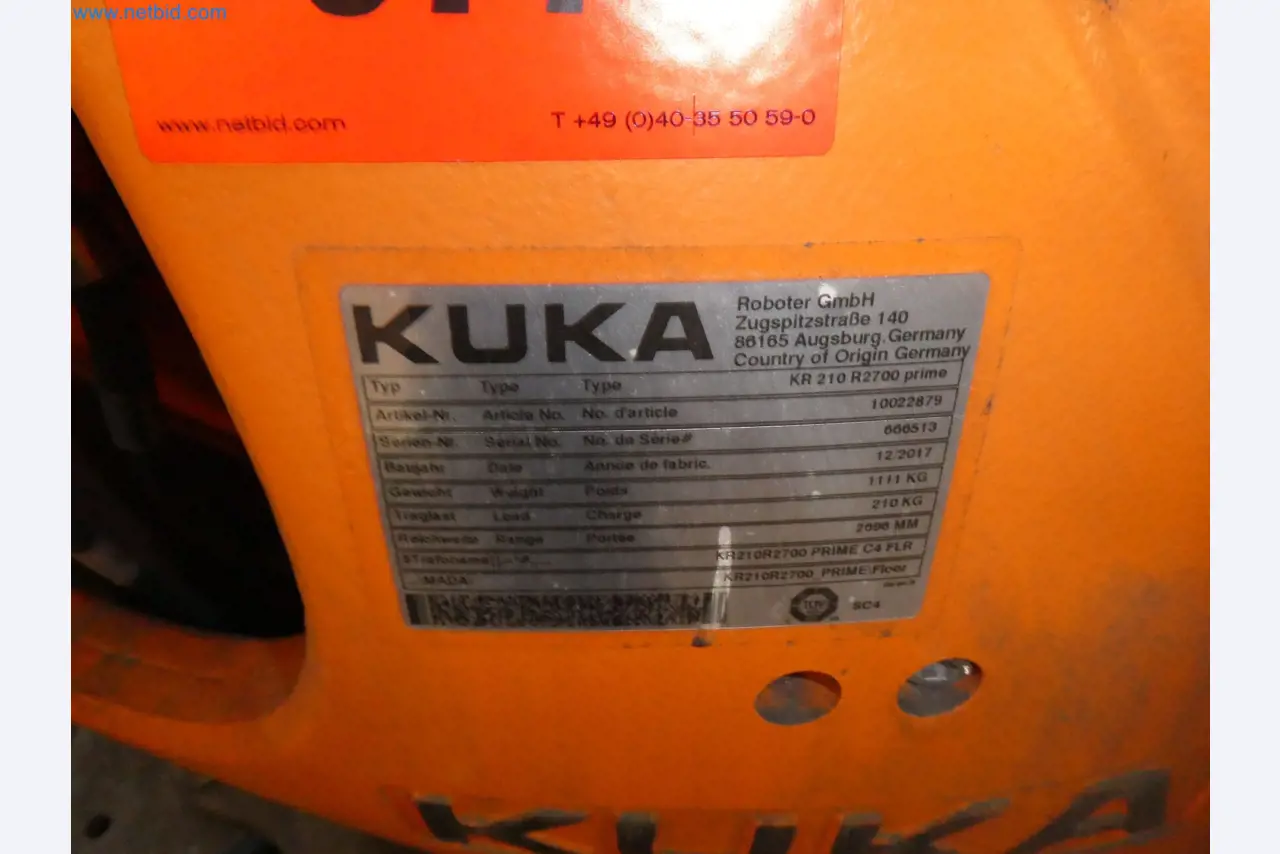 www.netbid.com
www.netbid.com T +49 (0)40-35 50 59-0
KUKA
Roboter GmbH
Zugspitzstraße 140
86165 Augsburg, Germany
Country of Origin Germany
Typ Type Type KR 210 R2700 prime
Artikel-Nr. Article No. No. d'article 10022879
Serien-Nr. Serial No. No. de Série# 666513
Baujahr Date Année de fabric. 12/2017
Gewicht Weight Poids 1111 KG
Traglast Load Charge 210 KG
Reichweite Range Portée 2696 MM
$Trafoname[]= KR210R2700 PRIME C4 FLR
MADA KR210R2700 PRIME\Floor
TÜV SC4
KUKA